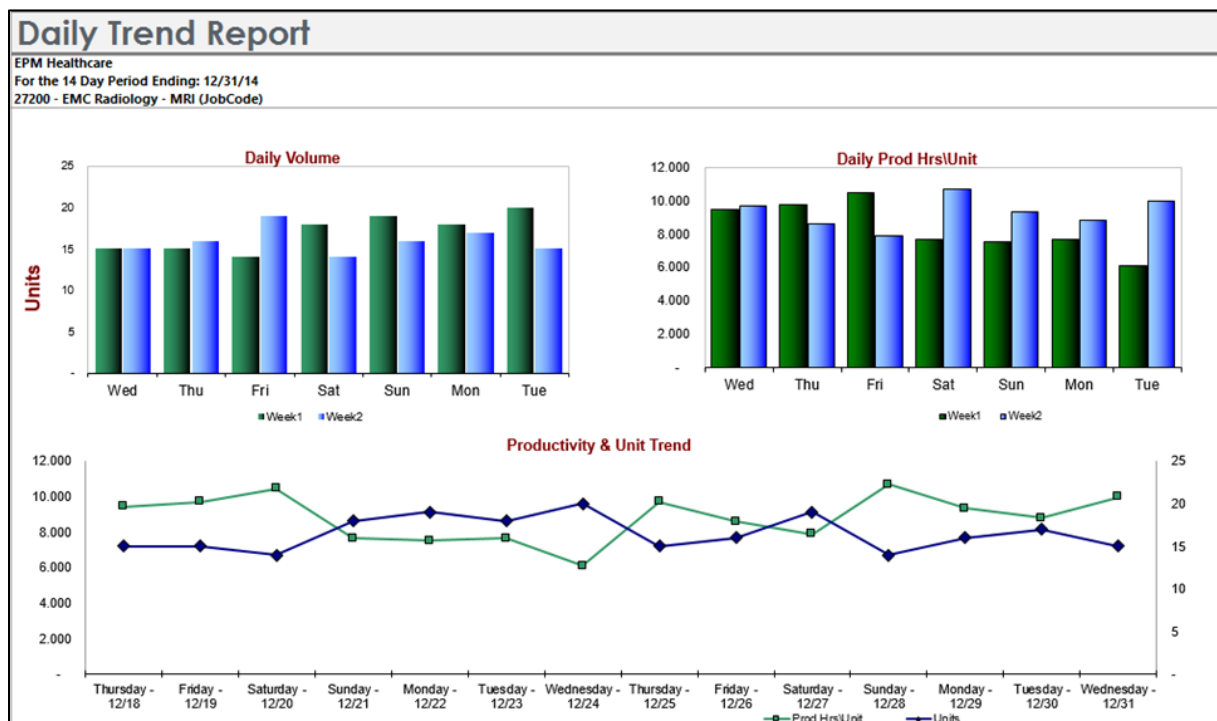 Daily Trend Report
EPM Healthcare
For the 14 Day Period Ending: 12/31/14
27200 - EMC Radiology - MRI (JobCode)
Daily Volume
Units
25
20
15
10
5
-
Wed Thu Fri Sat Sun Mon Tue
Week1 Week2
Daily Prod Hrs\Unit
12.000
10.000
8.000
6.000
4.000
2.000
-
Wed Thu Fri Sat Sun Mon Tue
Week1 Week2
Productivity & Unit Trend
12.000
10.000
8.000
6.000
4.000
2.000
-
25
20
15
10
5
-
Thursday - Friday - Saturday - Sunday - Monday - Tuesday - Wednesday - Thursday - Friday - Saturday - Sunday - Monday - Tuesday - Wednesday -
12/18 12/19 12/20 12/21 12/22 12/23 12/24 12/25 12/26 12/27 12/28 12/29 12/30 12/31
Prod Hrs\Unit Units